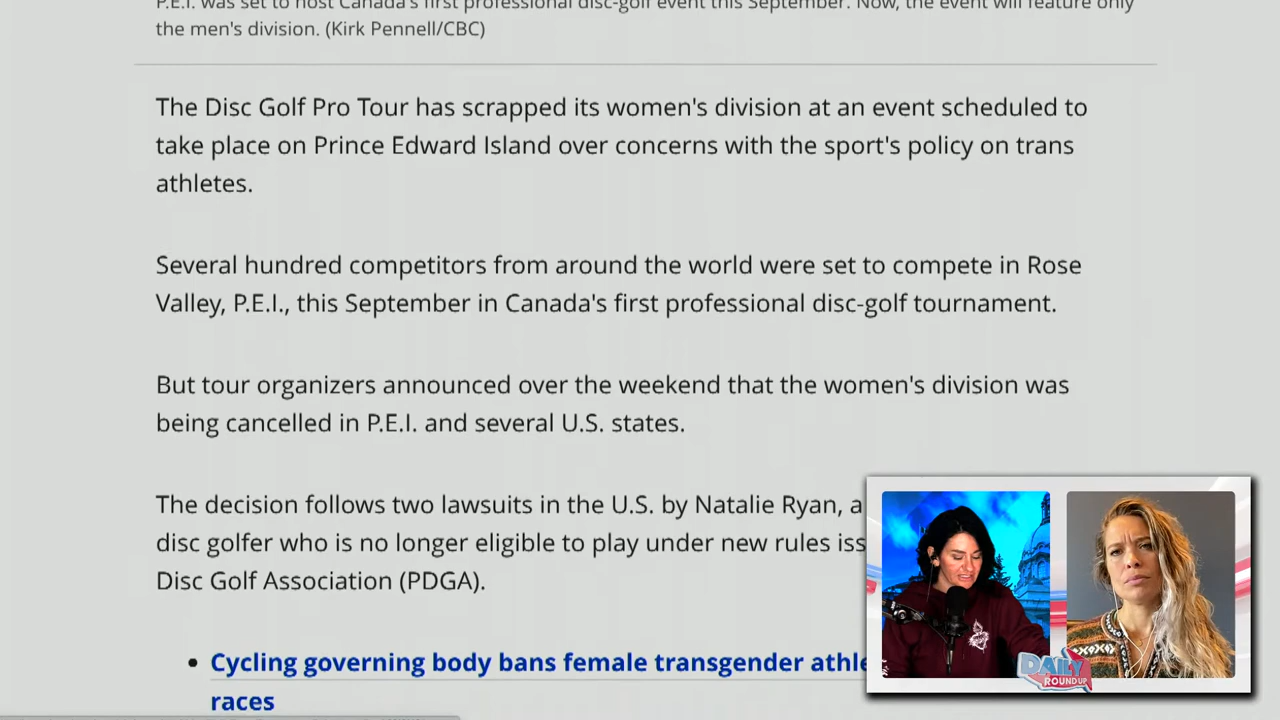 P.E.I. was set to host Canada's first professional disc-golf event this September. Now, the event will feature only
the men's division. (Kirk Pennell/CBC)
The Disc Golf Pro Tour has scrapped its women's division at an event scheduled to
take place on Prince Edward Island over concerns with the sport's policy on trans
athletes.
Several hundred competitors from around the world were set to compete in Rose
Valley, P.E.I., this September in Canada's first professional disc-golf tournament.
But tour organizers announced over the weekend that the women's division was
being cancelled in P.E.I. and several U.S. states.
The decision follows two lawsuits in the U.S. by Natalie Ryan, a
disc golfer who is no longer eligible to play under new rules iss
Disc Golf Association (PDGA).
• Cycling governing body bans female transgender athle
races
DAILY
ROUNDUP